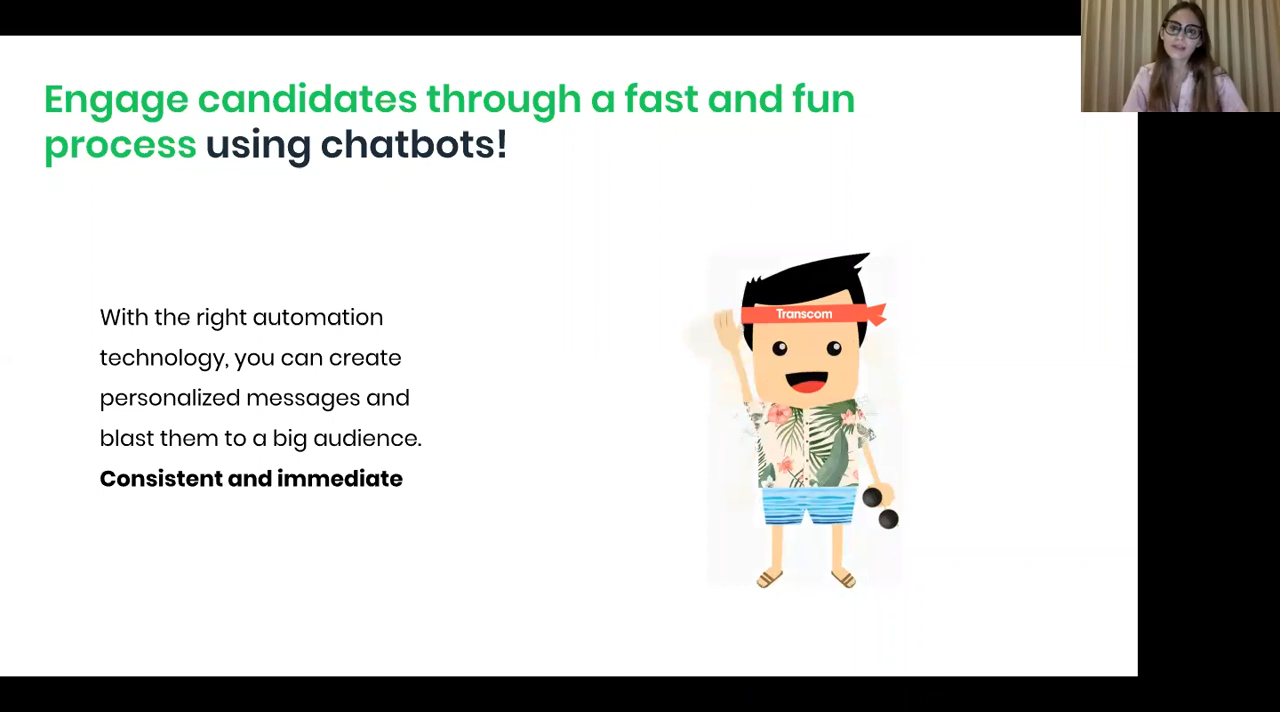 Engage candidates through a fast and fun
process using chatbots!
With the right automation
technology, you can create
personalized messages and
blast them to a big audience.
Consistent and immediate
Transcom